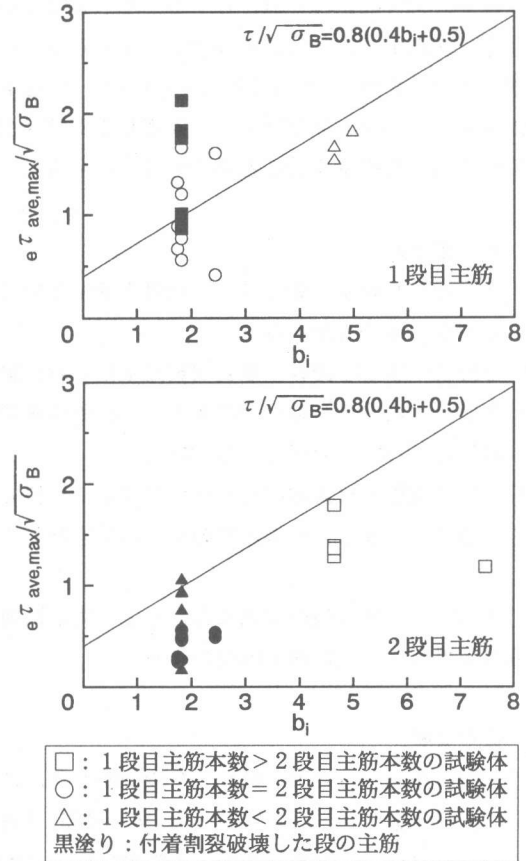 τ/√σB=0.8(0.4bi+0.5)
3
2
1
0
e τ ave,max/√σB
1段目主筋
0 1 2 3 4 5 6 7 8
bi
τ/√σB=0.8(0.4bi+0.5)
3
2
1
0
e τ ave,max/√σB
2段目主筋
1 2 3 4 5 6 7 8
bi
□：1段目主筋本数＞2段目主筋本数の試験体
○：1段目主筋本数＝2段目主筋本数の試験体
△：1段目主筋本数＜2段目主筋本数の試験体
黒塗り：付着割裂破壊した段の主筋